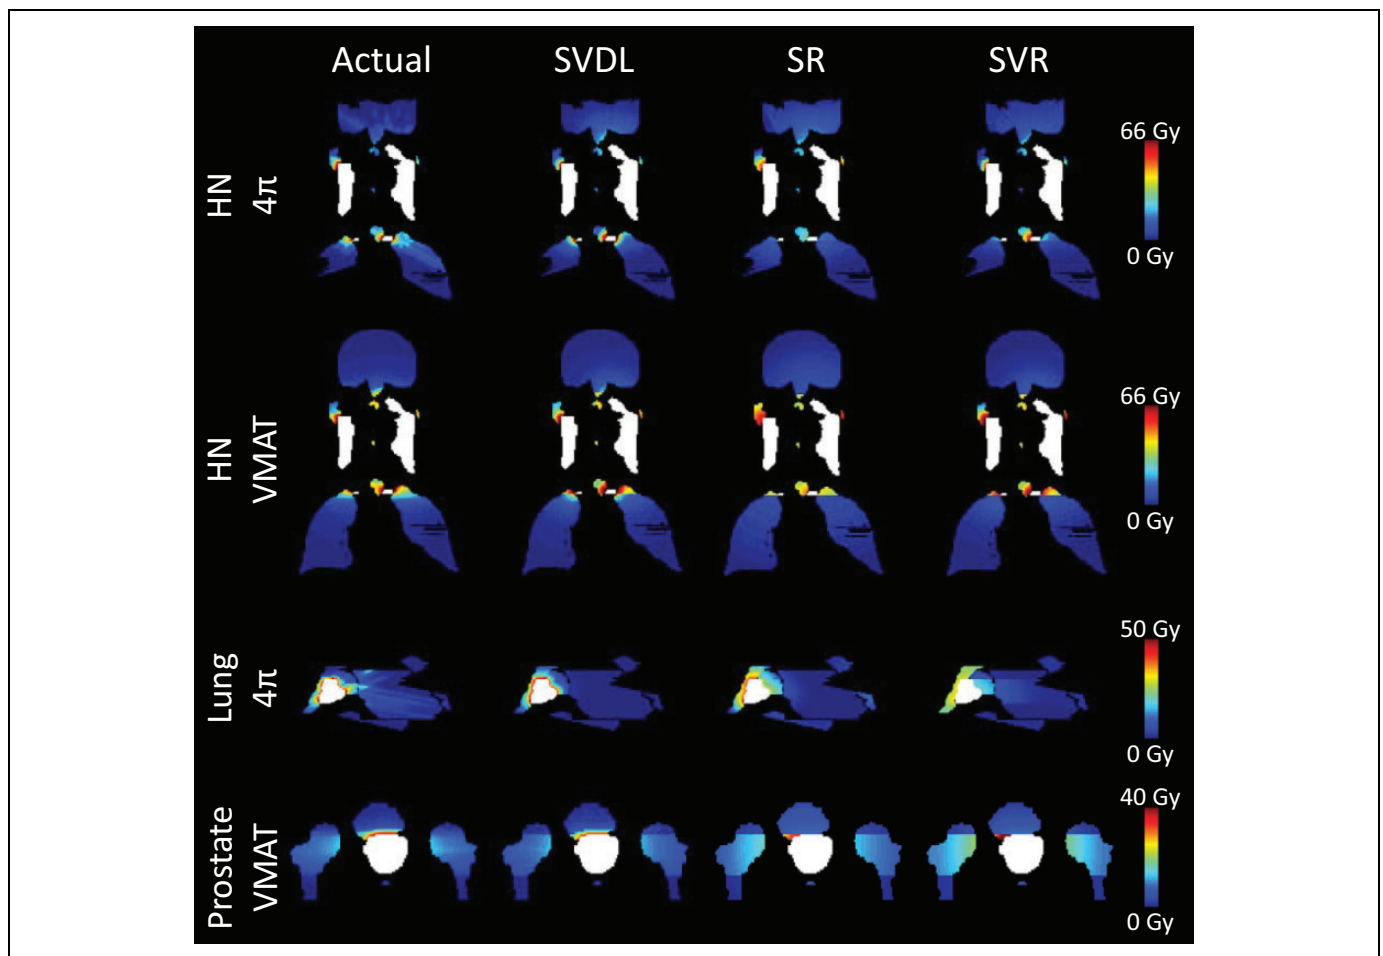 Actual SVDL SR SVR
HN
4π
66 Gy
0 Gy
HN
VMAT
66 Gy
0 Gy
Lung
4π
50 Gy
0 Gy
Prostate
VMAT
40 Gy
0 Gy